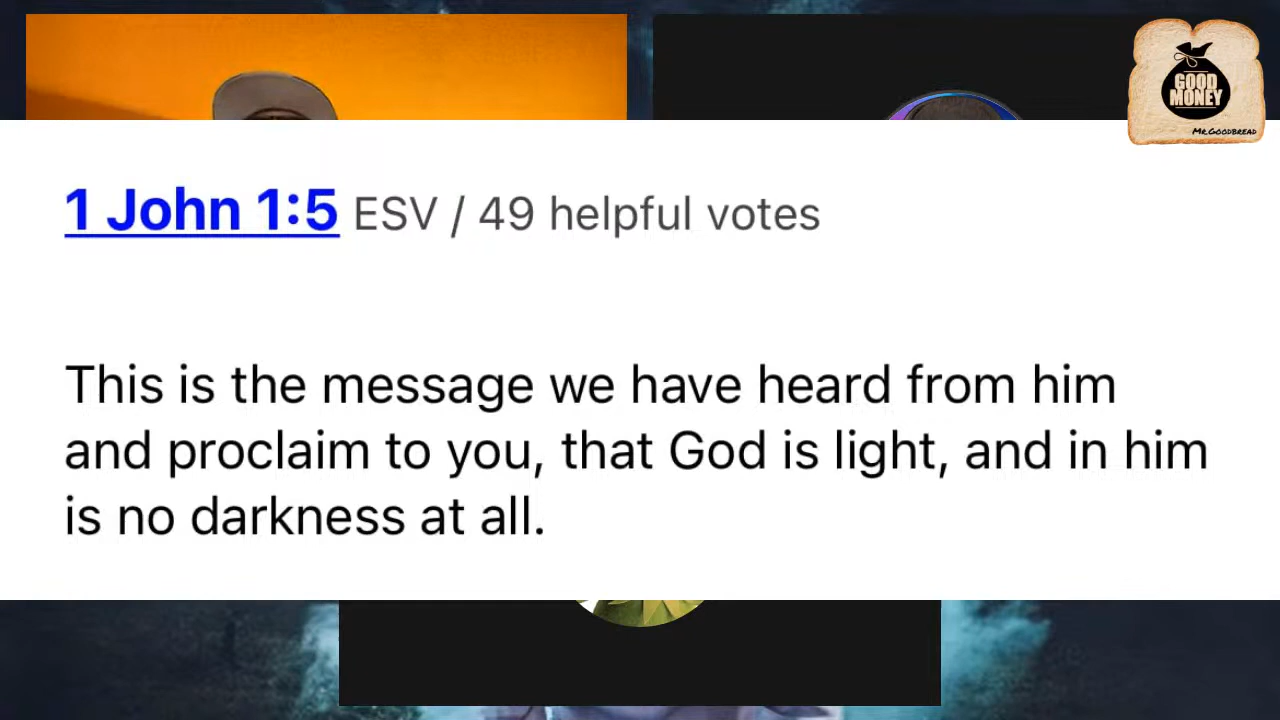 GOOD
MONEY
Mr.Goodbread
1 John 1:5 ESV / 49 helpful votes
This is the message we have heard from him
and proclaim to you, that God is light, and in him
is no darkness at all.